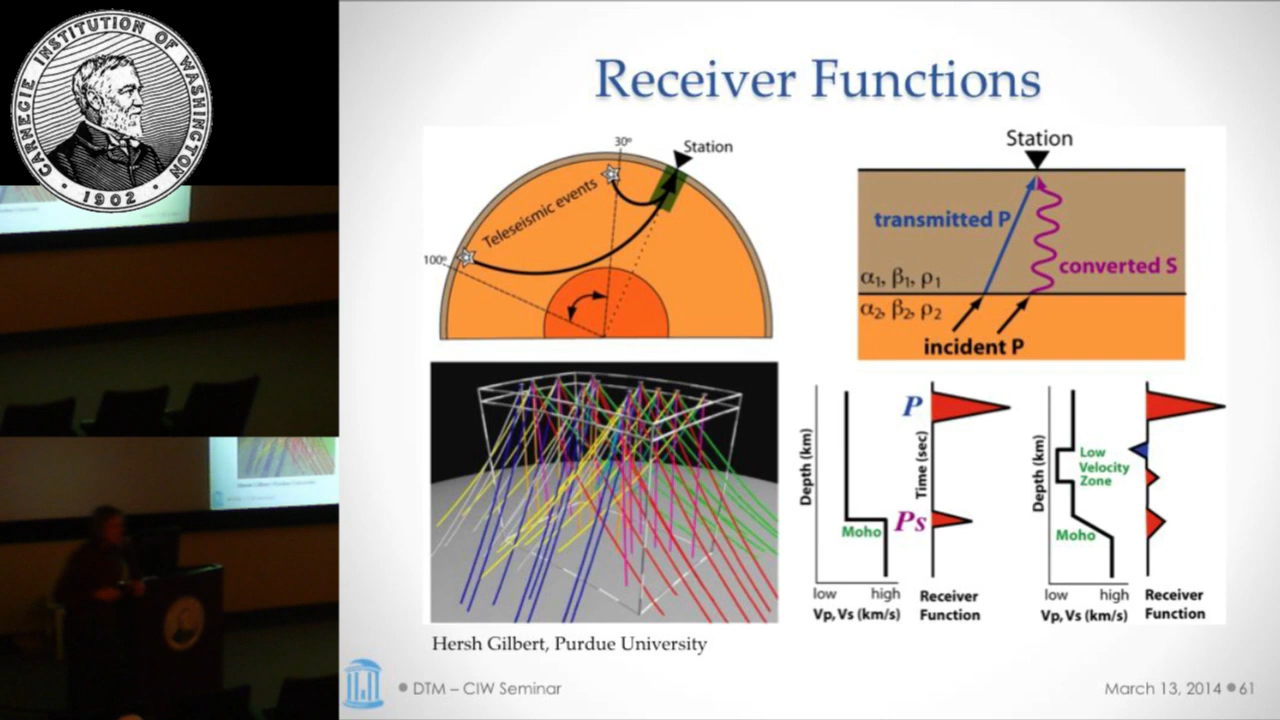 CARNEGIE INSTITUTION OF WASHINGTON
· 1902 ·
Receiver Functions
30º
Station
Teleseismic events
100º
Station
transmitted P
converted S
α1, β1, ρ1
α2, β2, ρ2
incident P
Depth (km)
Moho
low high
Vp, Vs (km/s)
P
Time (sec)
Ps
Receiver
Function
Depth (km)
Low
Velocity
Zone
Moho
low high
Vp, Vs (km/s)
Receiver
Function
Hersh Gilbert, Purdue University
• DTM – CIW Seminar
March 13, 2014 • 61